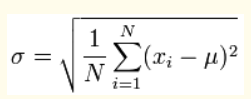 σ = √(1/N ∑_{i=1}^{N} (x_i − μ)²)